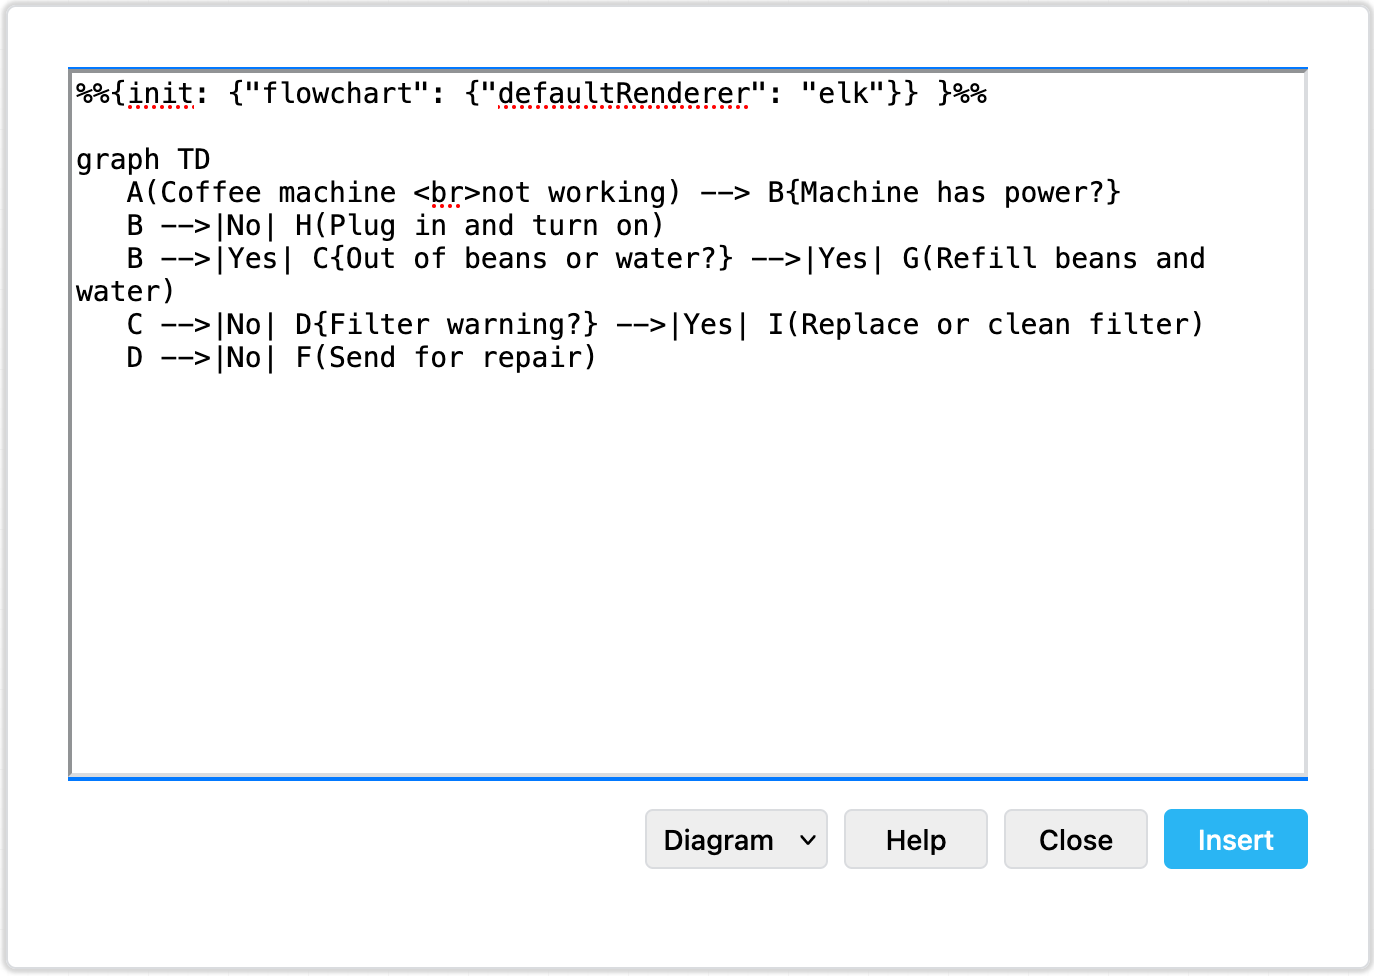 %%{init: {"flowchart": {"defaultRenderer": "elk"}} }%%

graph TD
   A(Coffee machine <br>not working) --> B{Machine has power?}
   B -->|No| H(Plug in and turn on)
   B -->|Yes| C{Out of beans or water?} -->|Yes| G(Refill beans and
water)
   C -->|No| D{Filter warning?} -->|Yes| I(Replace or clean filter)
   D -->|No| F(Send for repair)
Diagram Help Close Insert